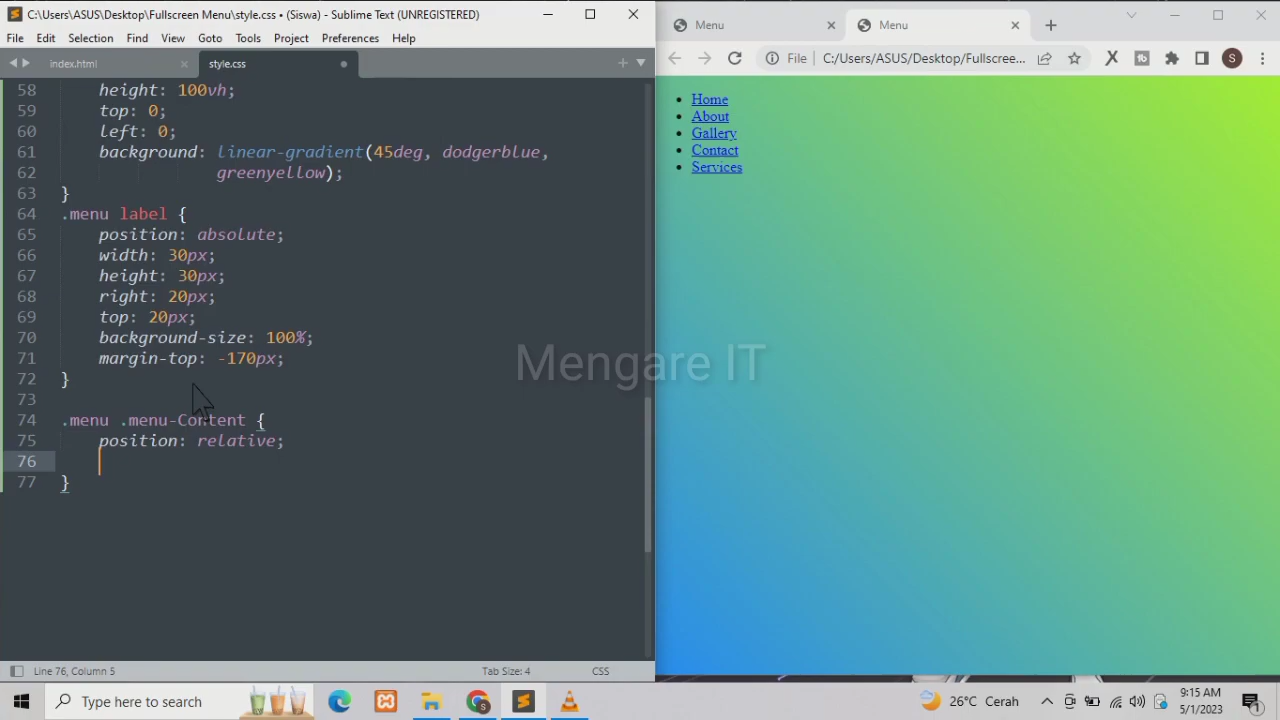 C:\Users\ASUS\Desktop\Fullscreen Menu\style.css • (Siswa) - Sublime Text (UNREGISTERED)
File Edit Selection Find View Goto Tools Project Preferences Help
index.html style.css
58 height: 100vh;
59 top: 0;
60 left: 0;
61 background: linear-gradient(45deg, dodgerblue,
62 greenyellow);
63 }
64 .menu label {
65 position: absolute;
66 width: 30px;
67 height: 30px;
68 right: 20px;
69 top: 20px;
70 background-size: 100%;
71 margin-top: -170px;
72 }
73
74 .menu .menu-Content {
75 position: relative;
76
77 }
Line 76, Column 5 Tab Size: 4 CSS
Menu Menu
File C:/Users/ASUS/Desktop/Fullscreen... S
Home
About
Gallery
Contact
Services
Mengare IT
Type here to search
26°C Cerah
9:15 AM
5/1/2023
1